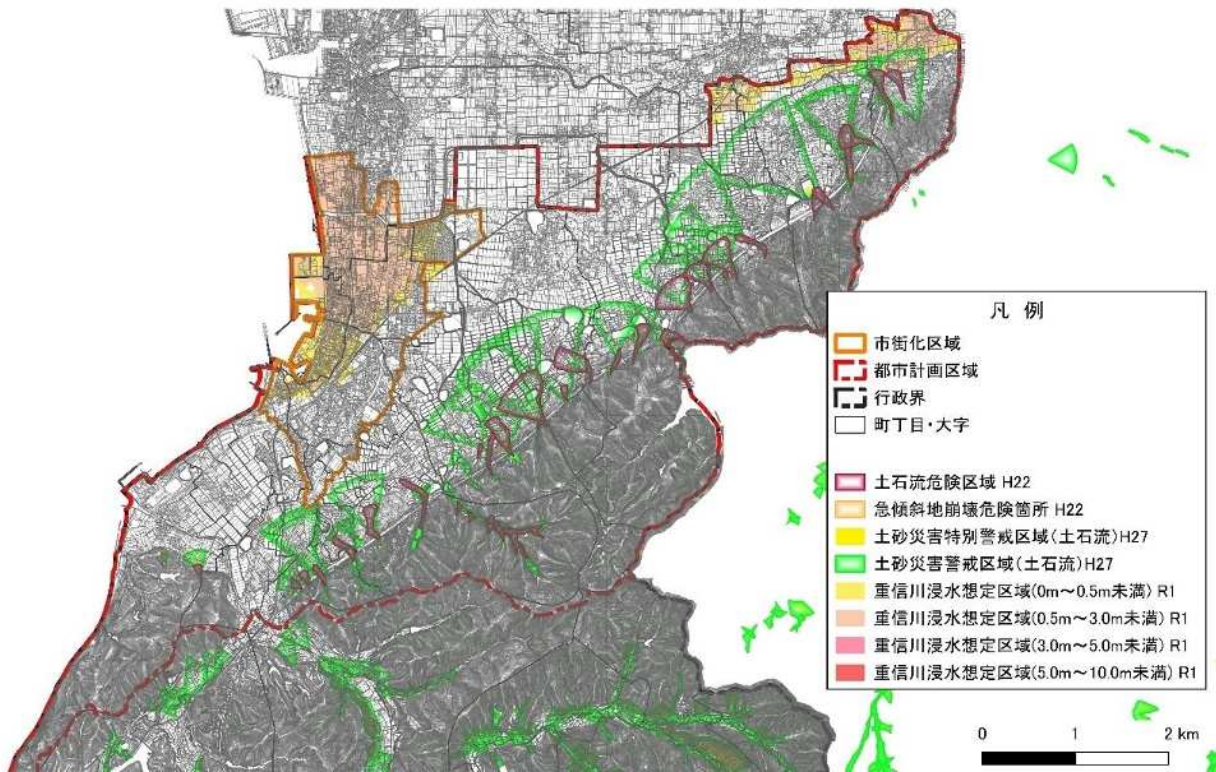 凡 例
市街化区域
都市計画区域
行政界
町丁目・大字
土石流危険区域 H22
急傾斜地崩壊危険箇所 H22
土砂災害特別警戒区域(土石流)H27
土砂災害警戒区域(土石流)H27
重信川浸水想定区域(0m～0.5m未満) R1
重信川浸水想定区域(0.5m～3.0m未満) R1
重信川浸水想定区域(3.0m～5.0m未満) R1
重信川浸水想定区域(5.0m～10.0m未満) R1
0 1 2 km